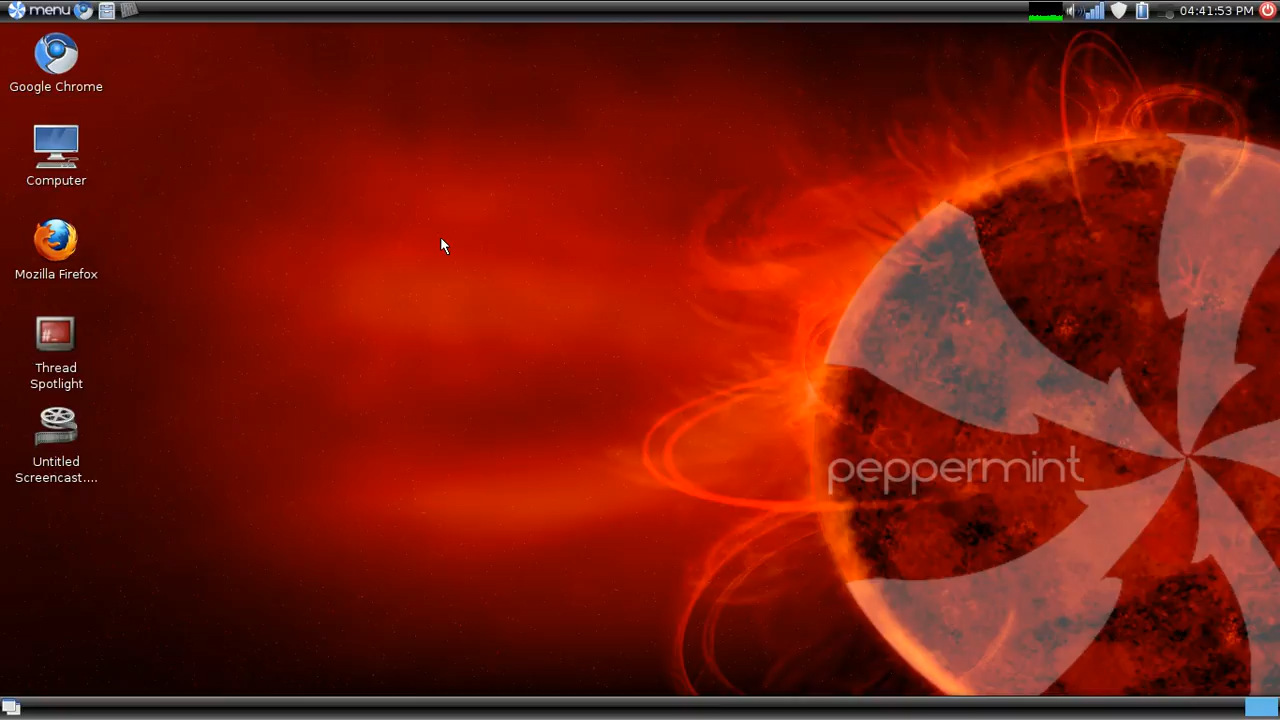 menu
04:41:53 PM
Google Chrome
Computer
Mozilla Firefox
#_
Thread
Spotlight
Untitled
Screencast....
peppermint